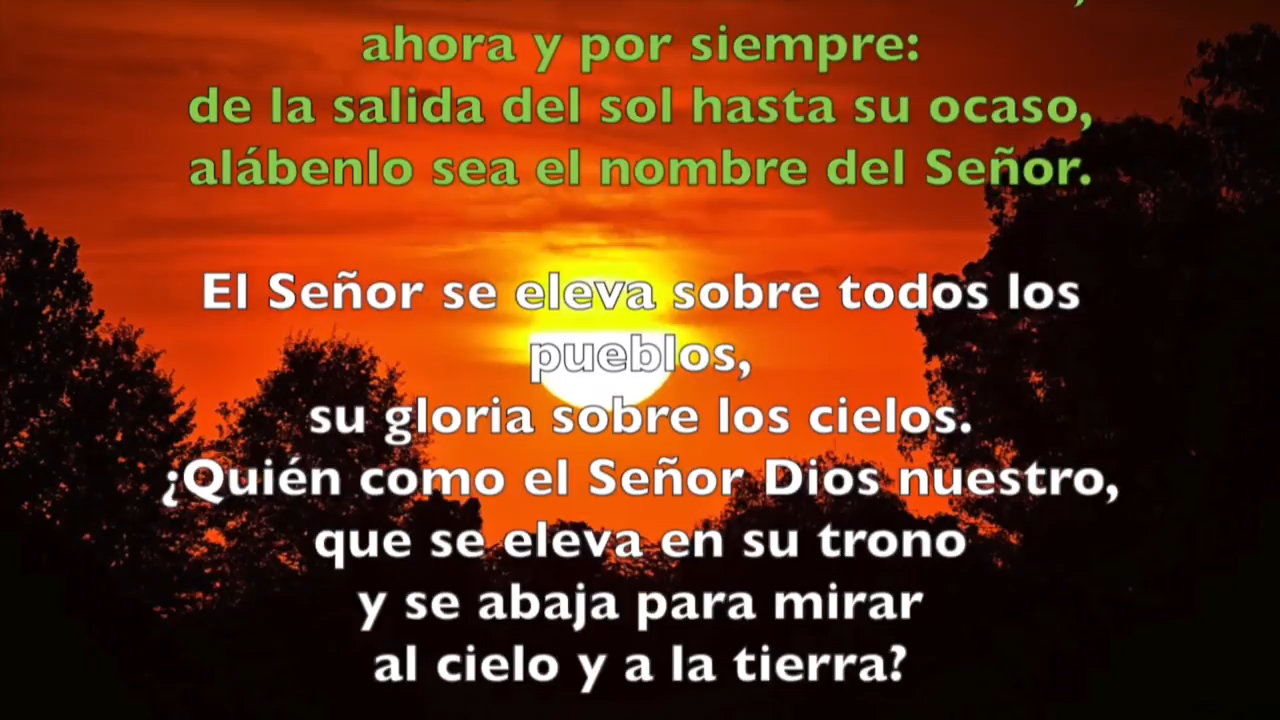 ahora y por siempre:
de la salida del sol hasta su ocaso,
alábenlo sea el nombre del Señor.
El Señor se eleva sobre todos los
pueblos,
su gloria sobre los cielos.
¿Quién como el Señor Dios nuestro,
que se eleva en su trono
y se abaja para mirar
al cielo y a la tierra?